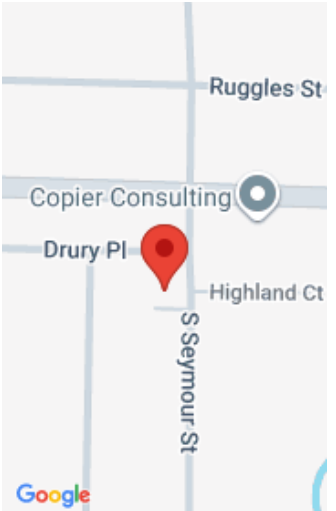 Ruggles St
Copier Consulting
Drury Pl
Highland Ct
S Seymour St
Google